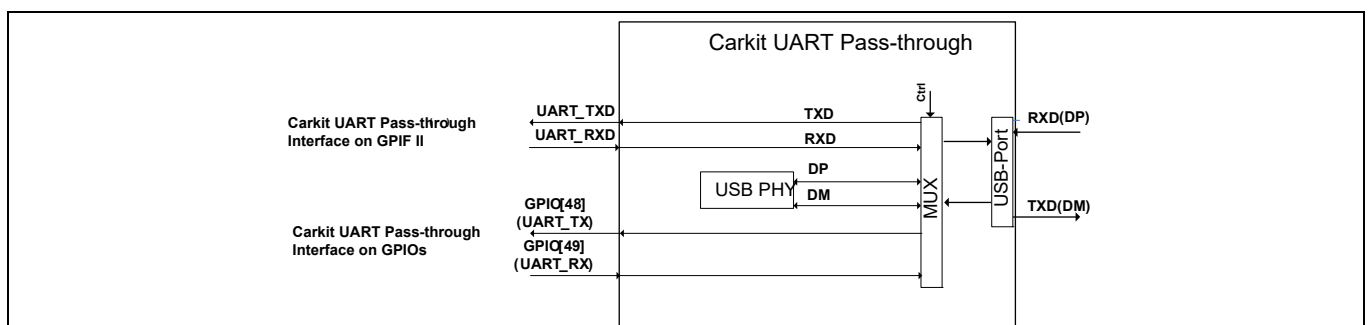 Carkit UART Pass-through
Ctrl
UART_TXD
TXD
RXD(DP)
Carkit UART Pass-through
Interface on GPIF II
UART_RXD
RXD
USB-Port
DP
USB PHY
DM
MUX
GPIO[48]
(UART_TX)
TXD(DM)
Carkit UART Pass-through
Interface on GPIOs
GPIO[49]
(UART_RX)